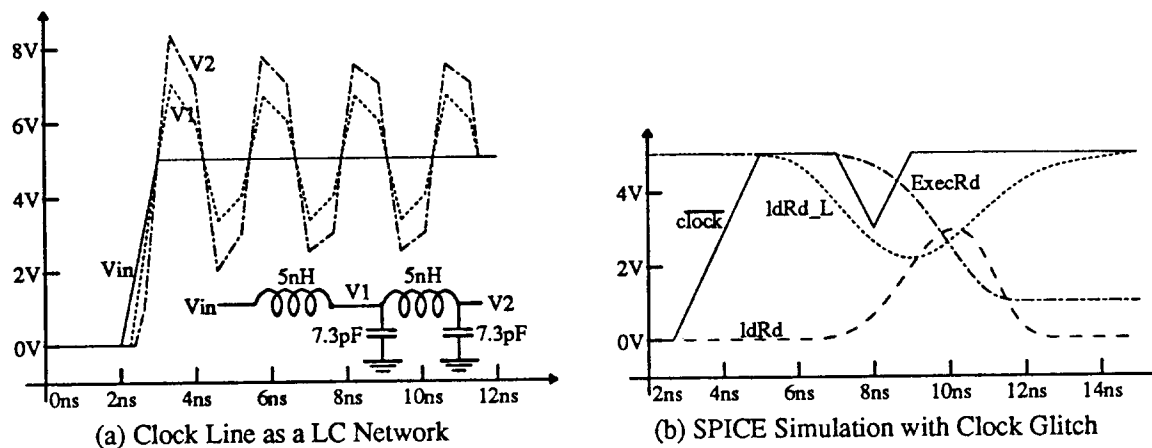 8V
6V
4V
2V
0V
V2
V1
Vin
5nH
5nH
Vin
V1
V2
7.3pF
7.3pF
0ns 2ns 4ns 6ns 8ns 10ns 12ns
(a) Clock Line as a LC Network
4V
2V
0V
clock
ldRd_L
ExecRd
ldRd
2ns 4ns 6ns 8ns 10ns 12ns 14ns
(b) SPICE Simulation with Clock Glitch